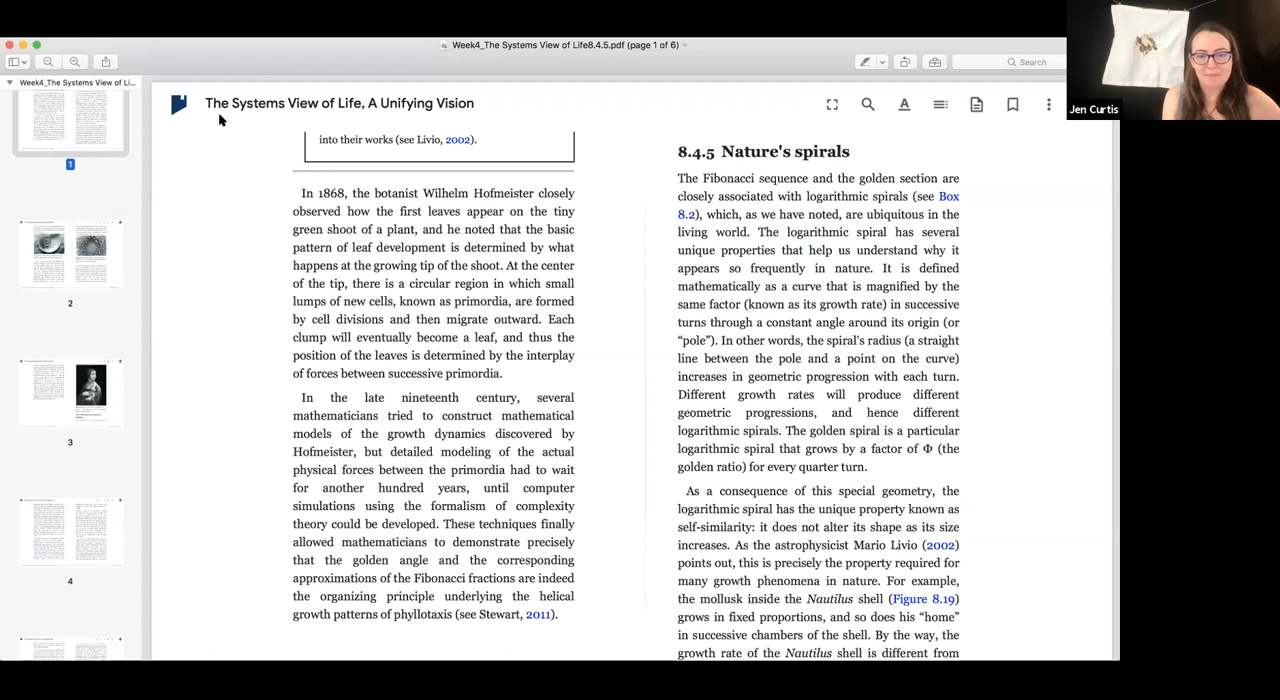 Week4_The Systems View of Life8.4.5.pdf (page 1 of 6)
Search
Jen Curtis
Week4_The Systems View of Li...
1
2
3
4
The Systems View of Life, A Unifying Vision
into their works (see Livio, 2002).
In 1868, the botanist Wilhelm Hofmeister closely
observed how the first leaves appear on the tiny
green shoot of a plant, and he noted that the basic
pattern of leaf development is determined by what
happens at the growing tip of the shoot. At the center
of the tip, there is a circular region in which small
lumps of new cells, known as primordia, are formed
by cell divisions and then migrate outward. Each
clump will eventually become a leaf, and thus the
position of the leaves is determined by the interplay
of forces between successive primordia.
In the late nineteenth century, several
mathematicians tried to construct mathematical
models of the growth dynamics discovered by
Hofmeister, but detailed modeling of the actual
physical forces between the primordia had to wait
for another hundred years, until computer
simulations using the formalism of complexity
theory could be developed. These techniques finally
allowed mathematicians to demonstrate precisely
that the golden angle and the corresponding
approximations of the Fibonacci fractions are indeed
the organizing principle underlying the helical
growth patterns of phyllotaxis (see Stewart, 2011).
8.4.5 Nature's spirals
The Fibonacci sequence and the golden section are
closely associated with logarithmic spirals (see Box
8.2), which, as we have noted, are ubiquitous in the
living world. The logarithmic spiral has several
unique properties that help us understand why it
appears so frequently in nature. It is defined
mathematically as a curve that is magnified by the
same factor (known as its growth rate) in successive
turns through a constant angle around its origin (or
“pole”). In other words, the spiral's radius (a straight
line between the pole and a point on the curve)
increases in geometric progression with each turn.
Different growth rates will produce different
geometric progressions, and hence different
logarithmic spirals. The golden spiral is a particular
logarithmic spiral that grows by a factor of Φ (the
golden ratio) for every quarter turn.
As a consequence of this special geometry, the
logarithmic spiral has the unique property known as
self-similarity: it does not alter its shape as its size
increases. As the astrophysicist Mario Livio (2002)
points out, this is precisely the property required for
many growth phenomena in nature. For example,
the mollusk inside the Nautilus shell (Figure 8.19)
grows in fixed proportions, and so does his “home”
in successive chambers of the shell. By the way, the
growth rate of the Nautilus shell is different from